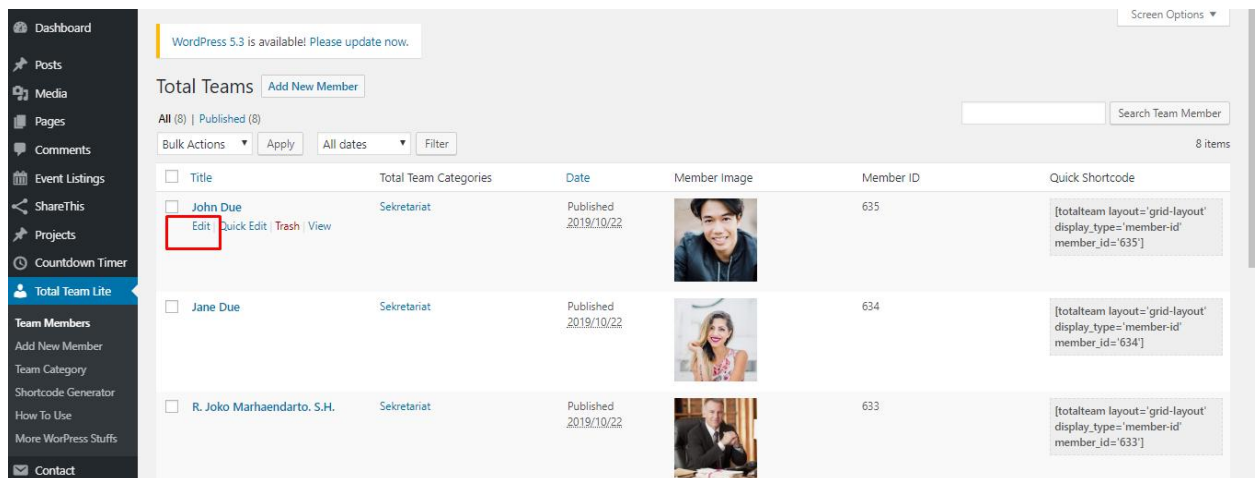 Dashboard
Posts
Media
Pages
Comments
Event Listings
ShareThis
Projects
Countdown Timer
Total Team Lite
Team Members
Add New Member
Team Category
Shortcode Generator
How To Use
More WorPress Stuffs
Contact
Screen Options ▼
WordPress 5.3 is available! Please update now.
Total Teams Add New Member
All (8) | Published (8)
Search Team Member
Bulk Actions ▼ Apply All dates ▼ Filter
8 items
Title Total Team Categories Date Member Image Member ID Quick Shortcode
John Due Sekretariat Published 635
Edit | Quick Edit | Trash | View 2019/10/22
[totalteam layout='grid-layout'
display_type='member-id'
member_id='635']
Jane Due Sekretariat Published 634
2019/10/22
[totalteam layout='grid-layout'
display_type='member-id'
member_id='634']
R. Joko Marhaendarto. S.H. Sekretariat Published 633
2019/10/22
[totalteam layout='grid-layout'
display_type='member-id'
member_id='633']